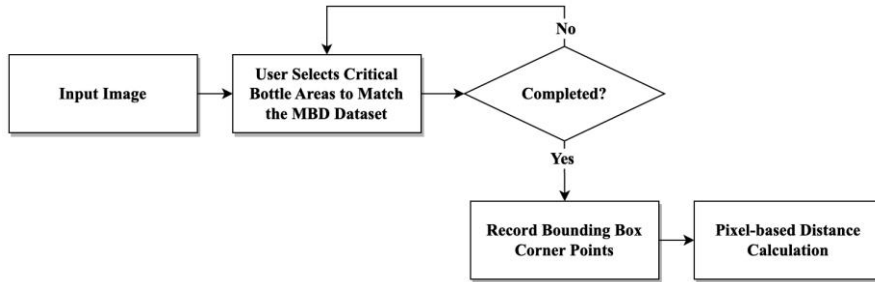 No
Input Image
User Selects Critical
Bottle Areas to Match
the MBD Dataset
Completed?
Yes
Record Bounding Box
Corner Points
Pixel-based Distance
Calculation